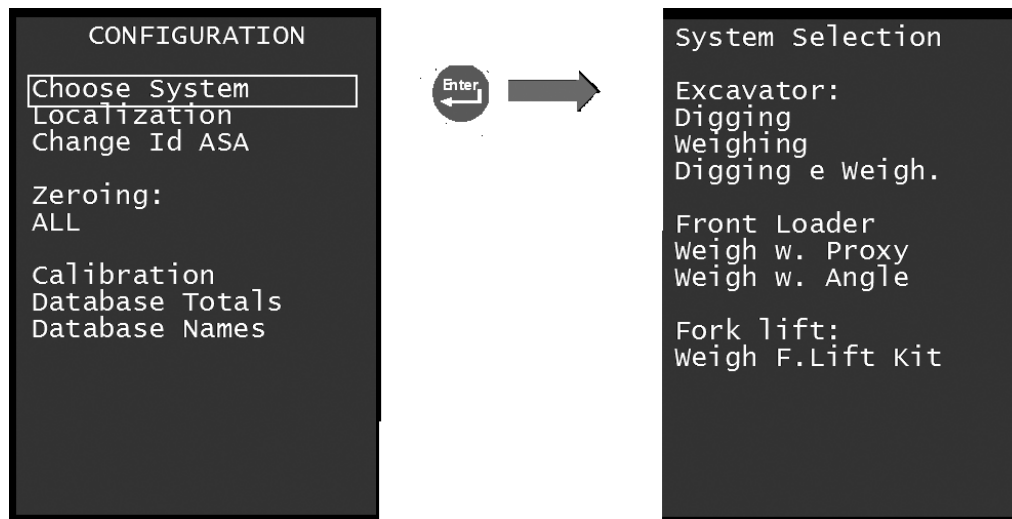 CONFIGURATION
Choose System
Localization
Change Id ASA
Zeroing:
ALL
Calibration
Database Totals
Database Names
Enter
System Selection
Excavator:
Digging
Weighing
Digging e Weigh.
Front Loader
Weigh w. Proxy
Weigh w. Angle
Fork lift:
Weigh F.Lift Kit